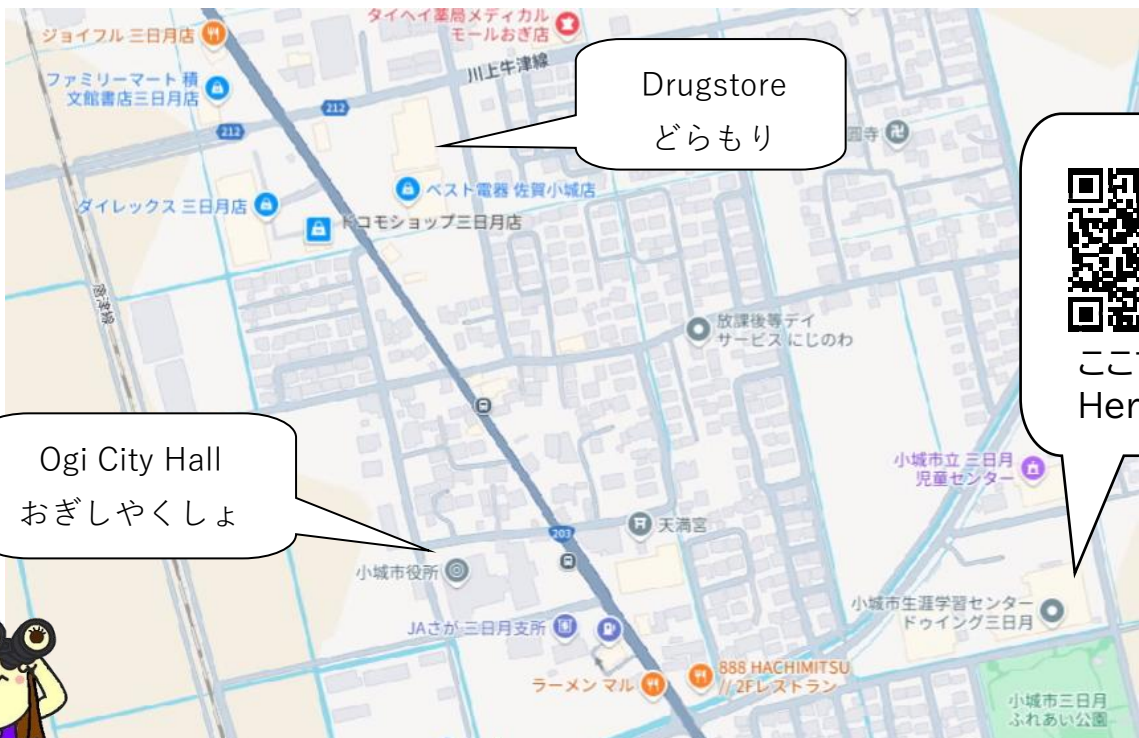 タイヘイ薬局メディカル
モールおぎ店
ジョイフル 三日月店
川上牛津線
Drugstore
どらもり
ファミリーマート 積
文館書店三日月店
212
212
圓寺
ベスト電器 佐賀小城店
ダイレックス 三日月店
ドコモショップ三日月店
放課後等デイ
サービス にじのわ
Ogi City Hall
おぎしやくしょ
小城市立 三日月
児童センター
203
天満宮
小城市役所
小城市生涯学習センター
ドゥイング三日月
JAさが 三日月支所
888 HACHIMITSU
// 2Fレストラン
ラーメン マル
小城市三日月
ふれあい公園